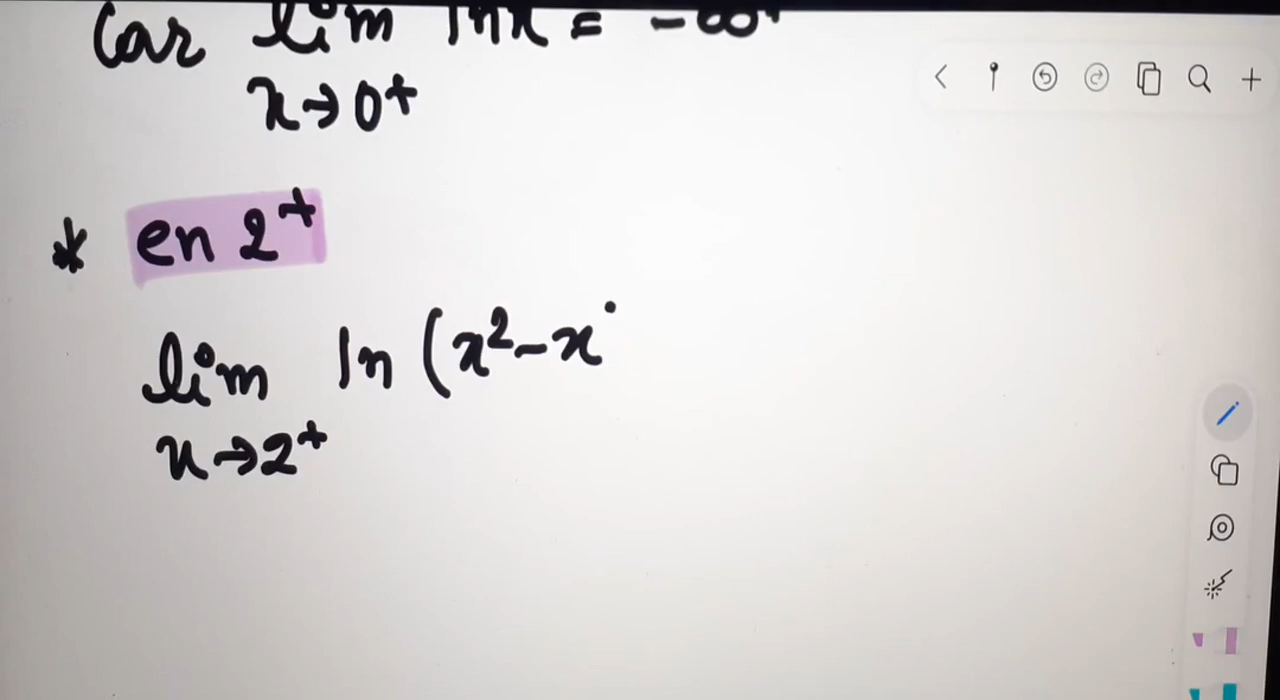 Car lim ln x = -∞
x→0+
* en 2+
lim ln (x²-x
x→2+